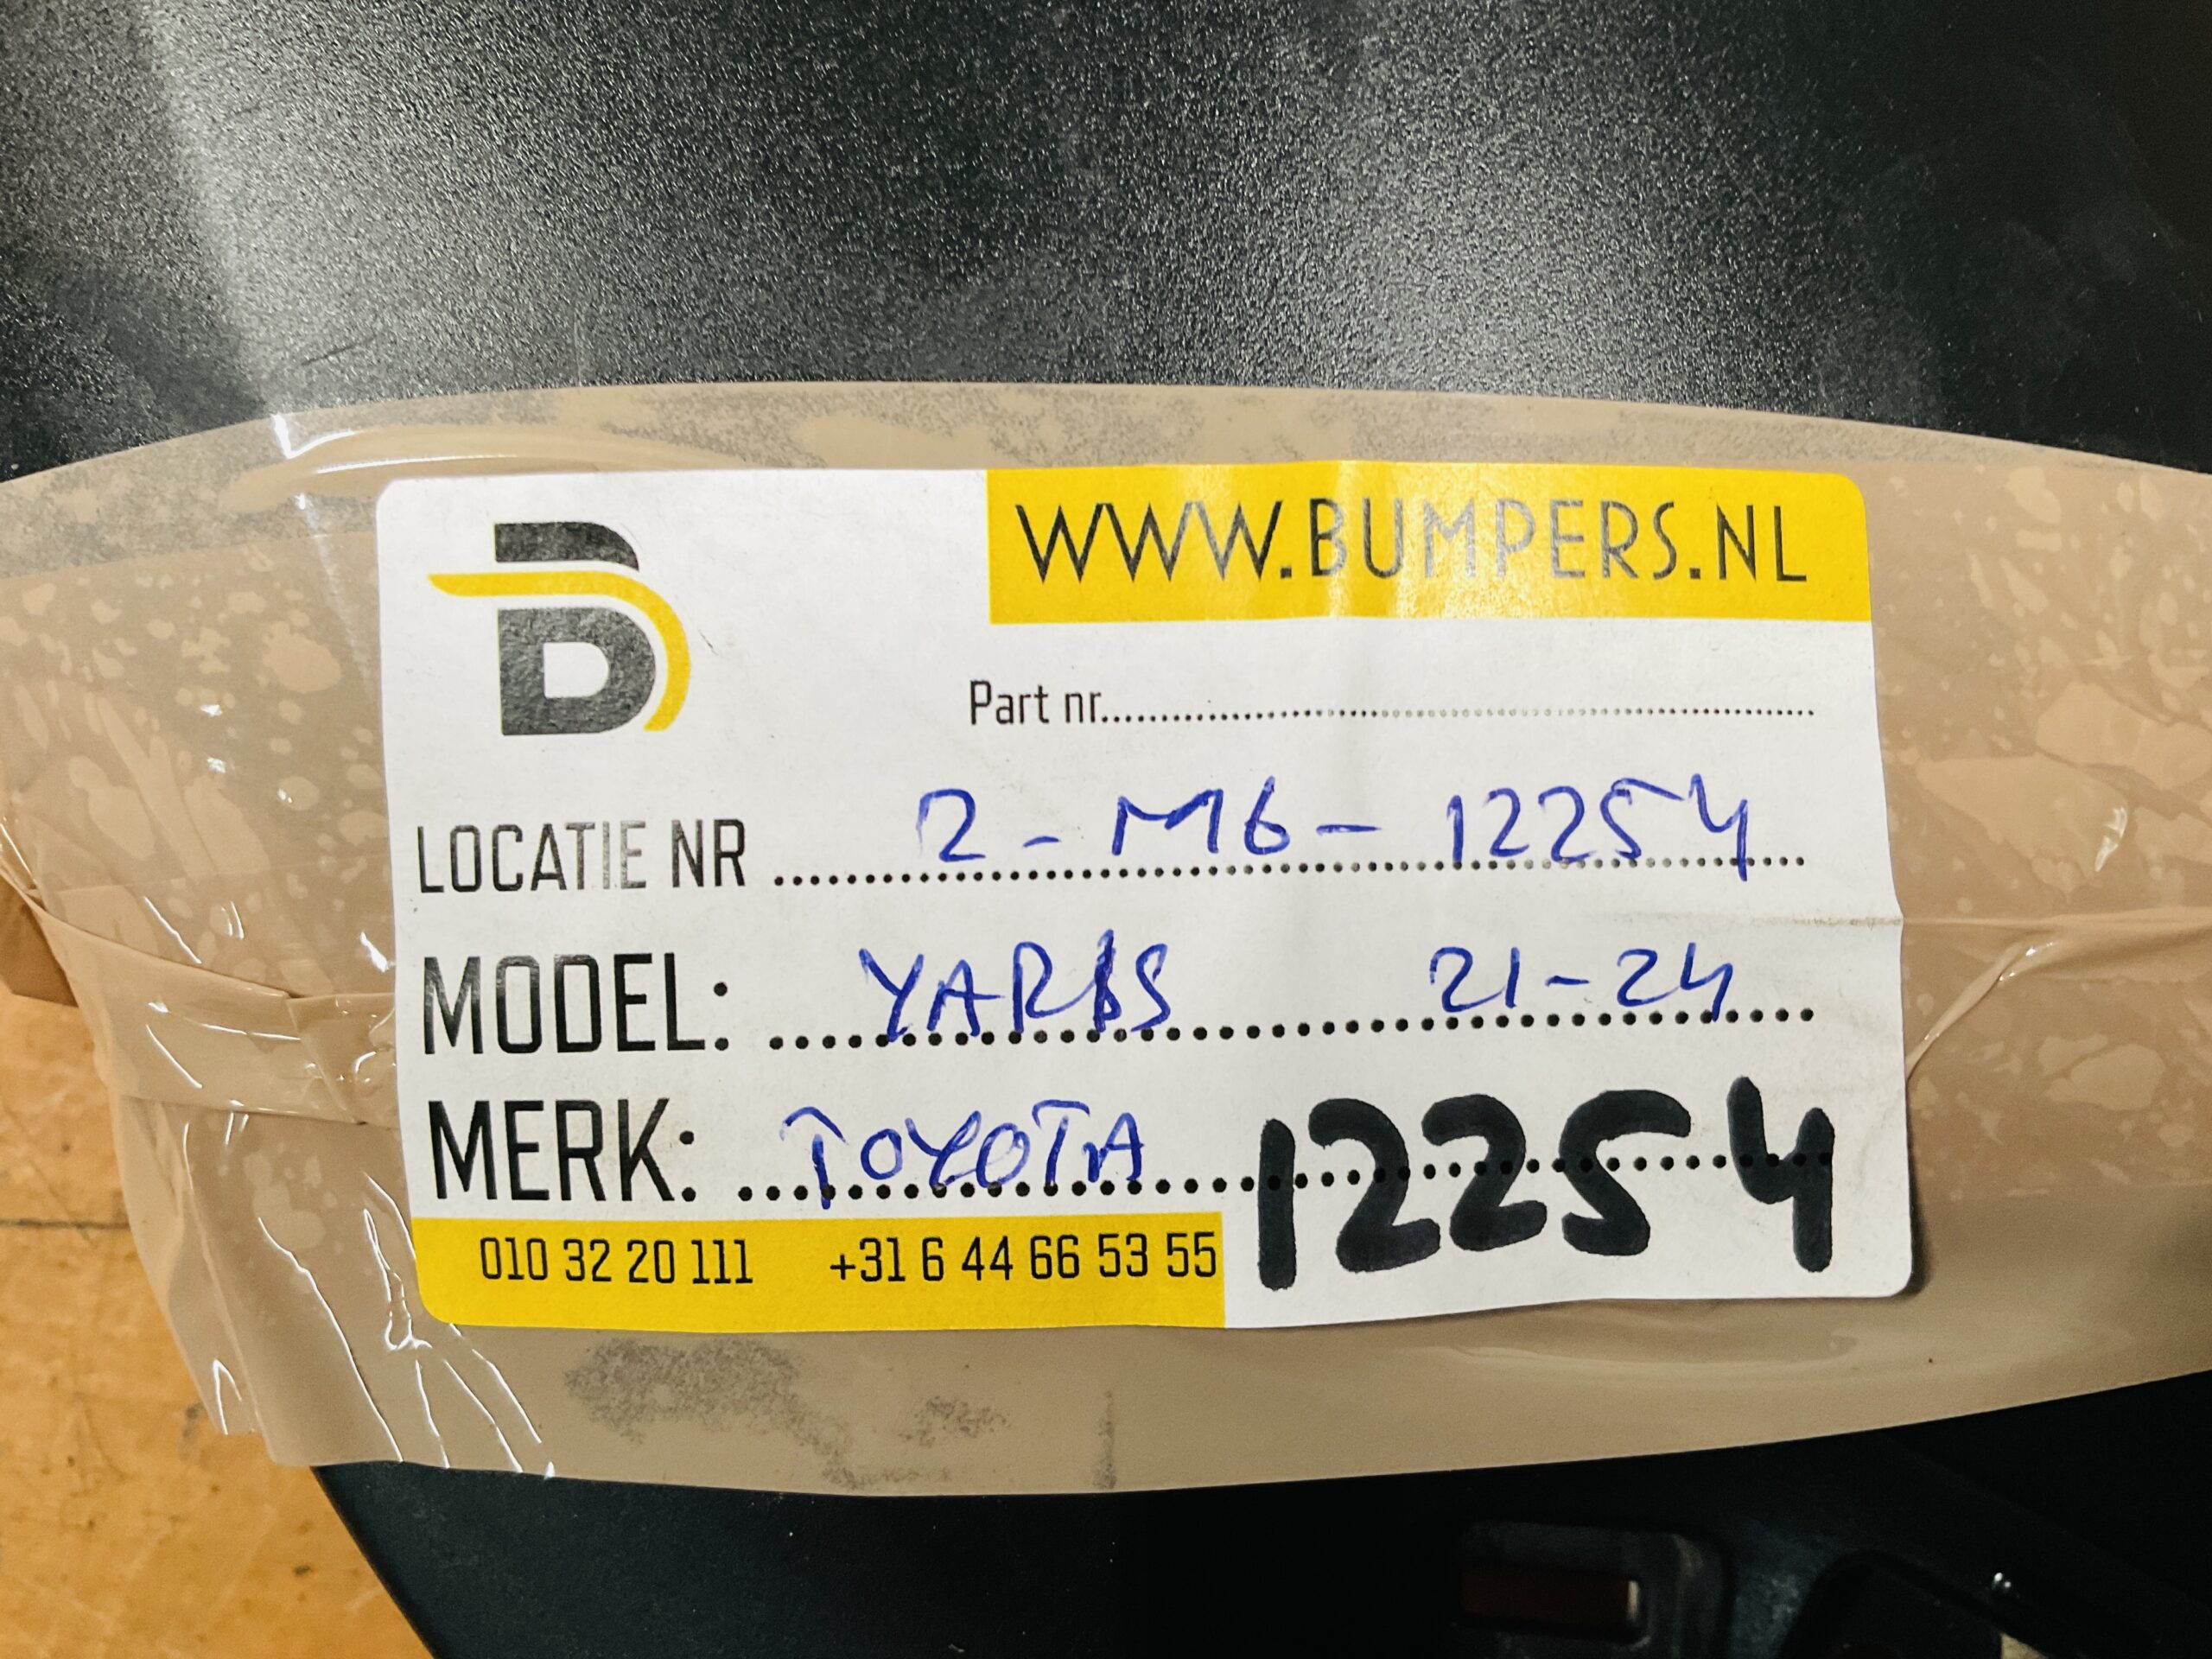 B
WWW.BUMPERS.NL
Part nr..........
LOCATIE NR 2-M6-12254
MODEL: YARIS 21-24
MERK: TOYOTA 12254
010 32 20 111 +31 6 44 66 53 55